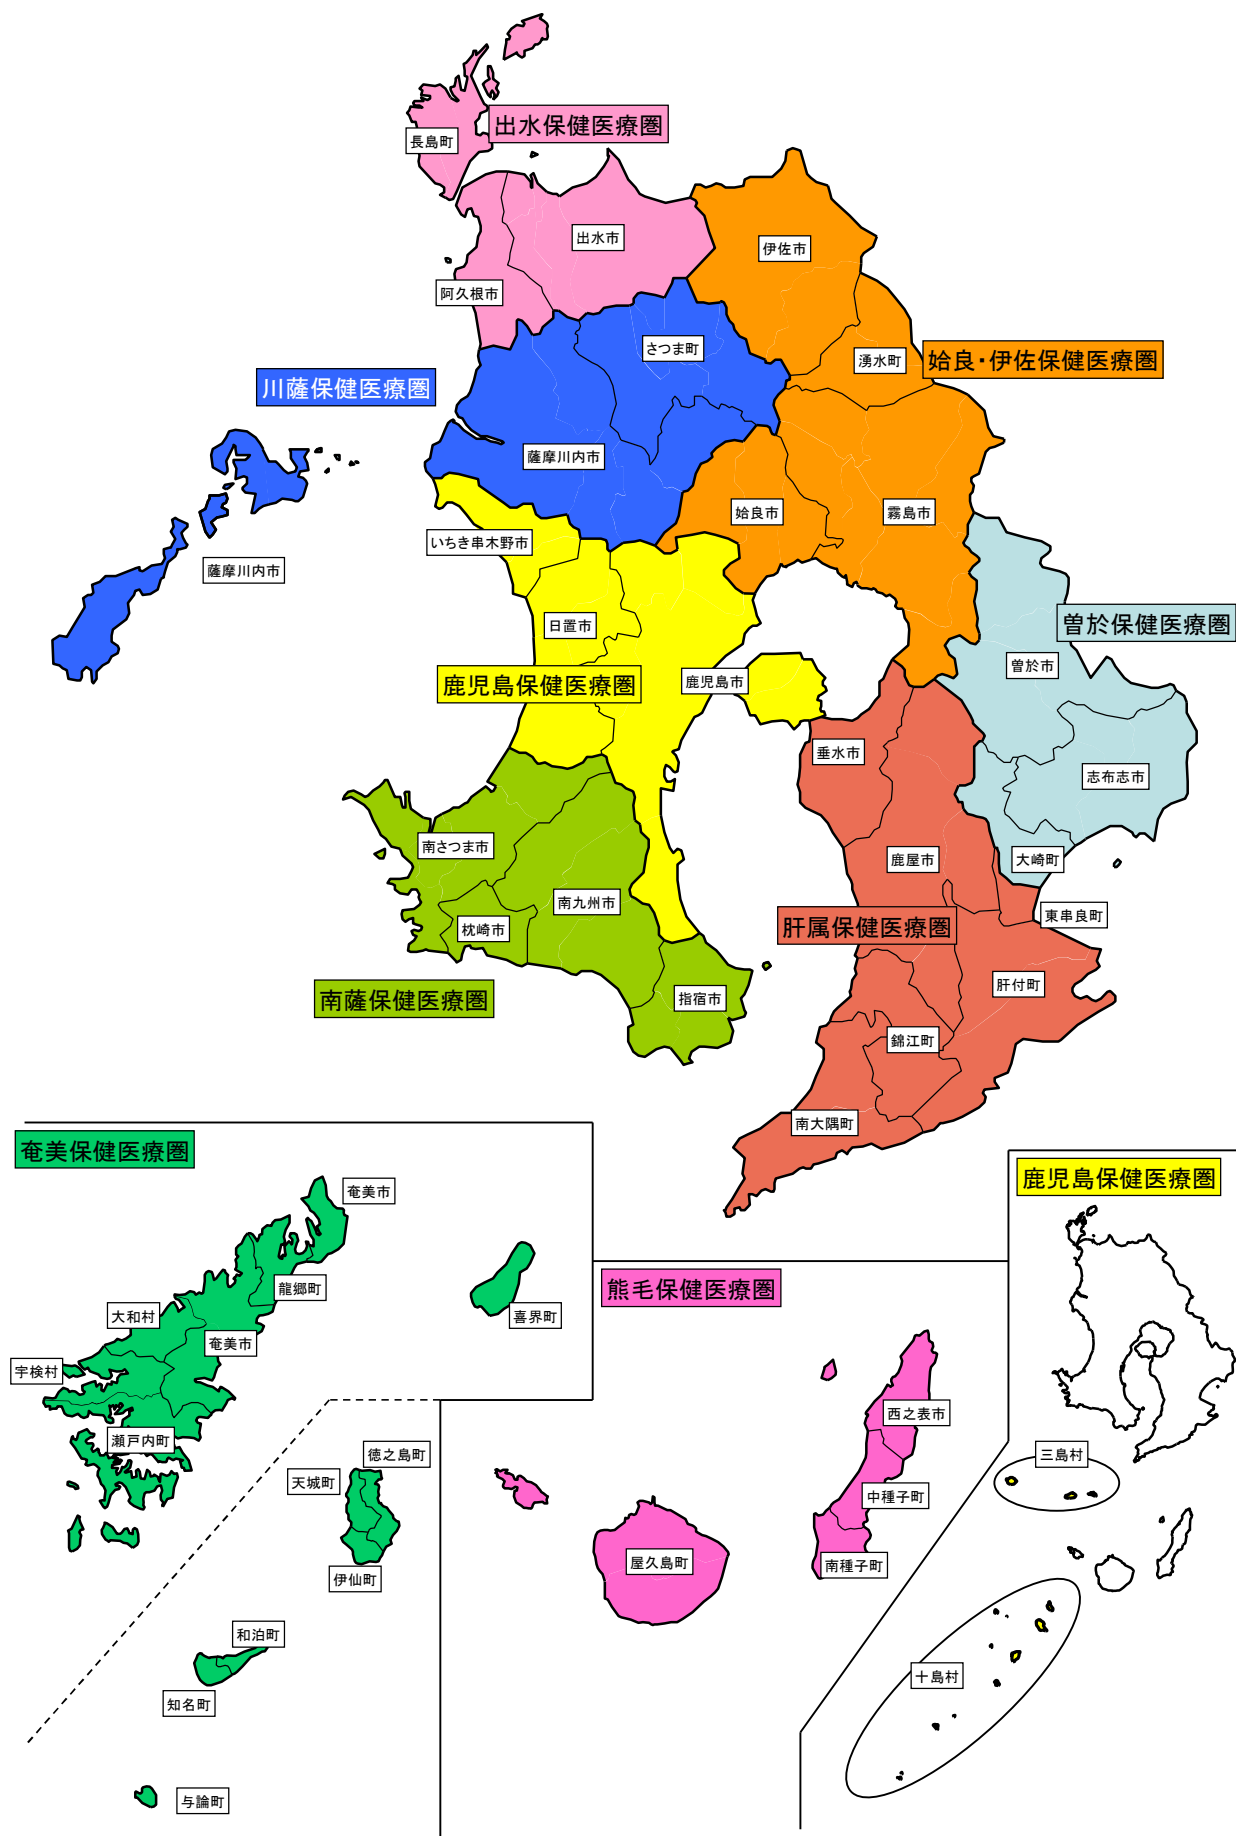 出水保健医療圏
長島町
出水市
阿久根市
伊佐市
さつま町
湧水町
姶良・伊佐保健医療圏
川薩保健医療圏
薩摩川内市
姶良市
霧島市
いちき串木野市
薩摩川内市
日置市
曽於保健医療圏
曽於市
鹿児島保健医療圏
鹿児島市
垂水市
志布志市
南さつま市
鹿屋市
大崎町
南九州市
東串良町
枕崎市
肝属保健医療圏
南薩保健医療圏
指宿市
肝付町
錦江町
南大隅町
奄美保健医療圏
鹿児島保健医療圏
奄美市
龍郷町
熊毛保健医療圏
大和村
喜界町
奄美市
宇検村
西之表市
瀬戸内町
徳之島町
三島村
天城町
中種子町
屋久島町
南種子町
伊仙町
和泊町
十島村
知名町
与論町